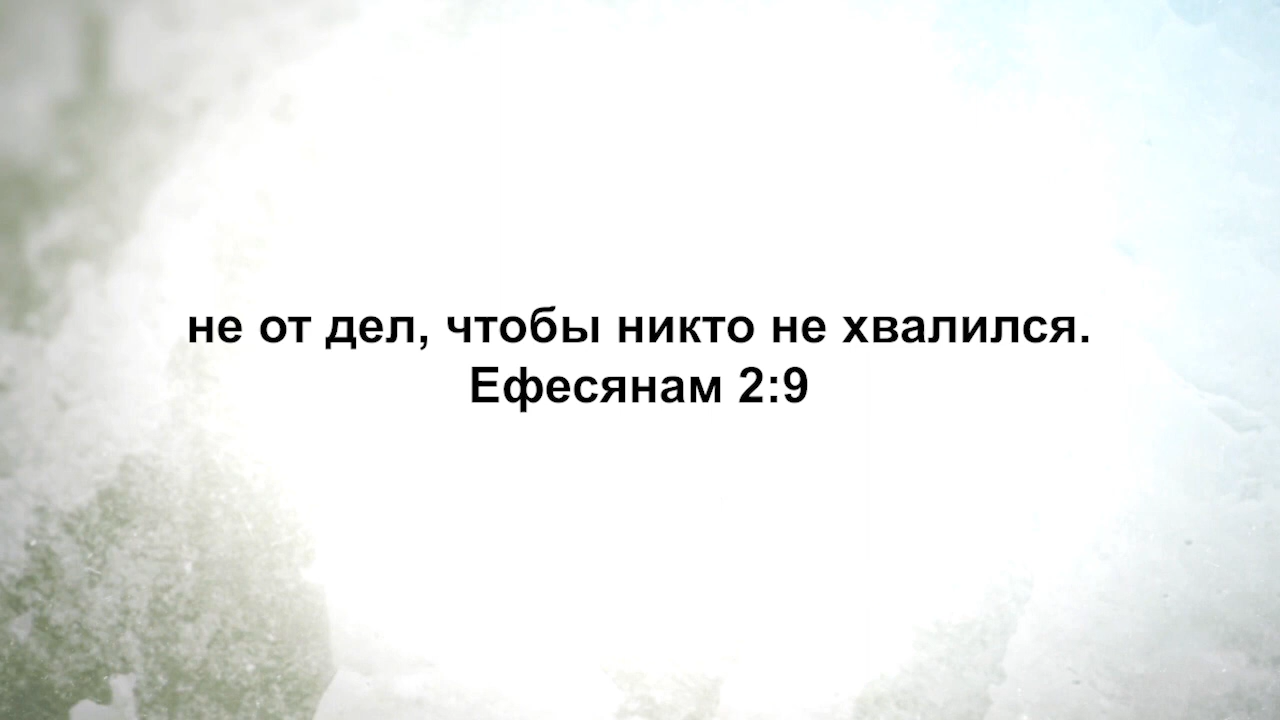 не от дел, чтобы никто не хвалился.
Ефесянам 2:9